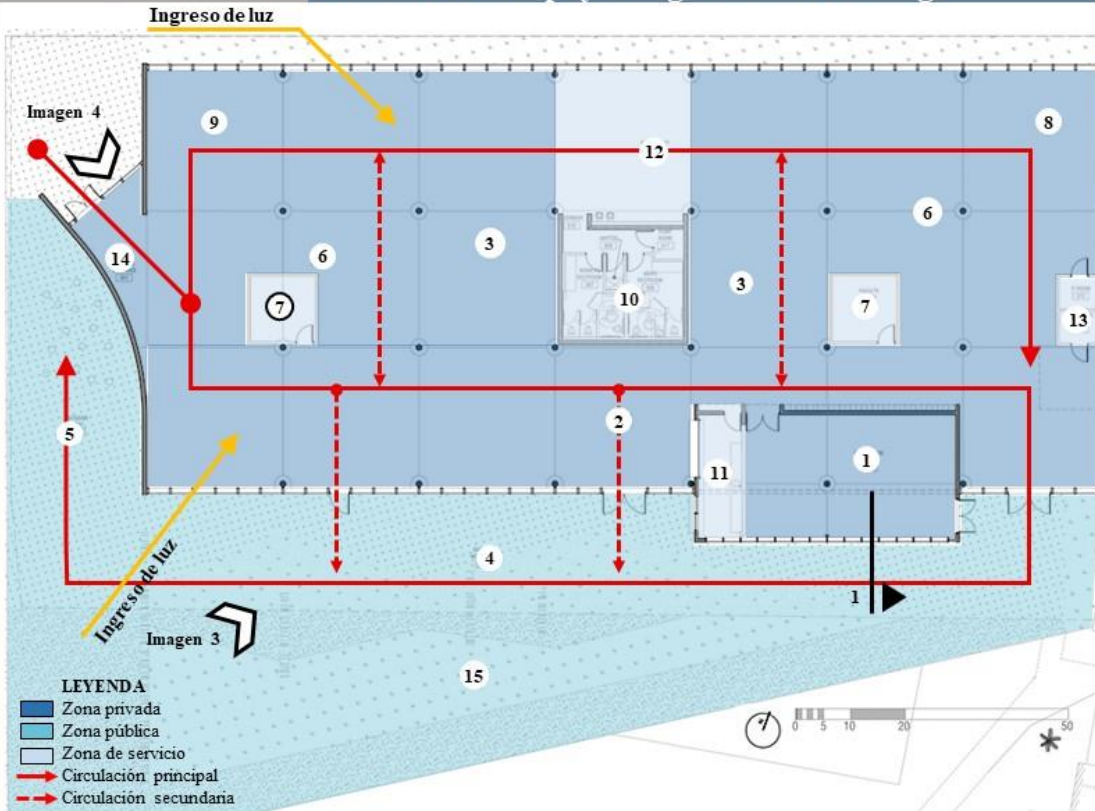 Ingreso de luz
Imagen 4
9
8
12
6
3
6
14
3
7
10
7
13
5
2
1
11
4
Ingreso de luz
1
Imagen 3
15
LEYENDA
Zona privada
Zona pública
Zona de servicio
Circulación principal
Circulación secundaria
0 5 10 20 50